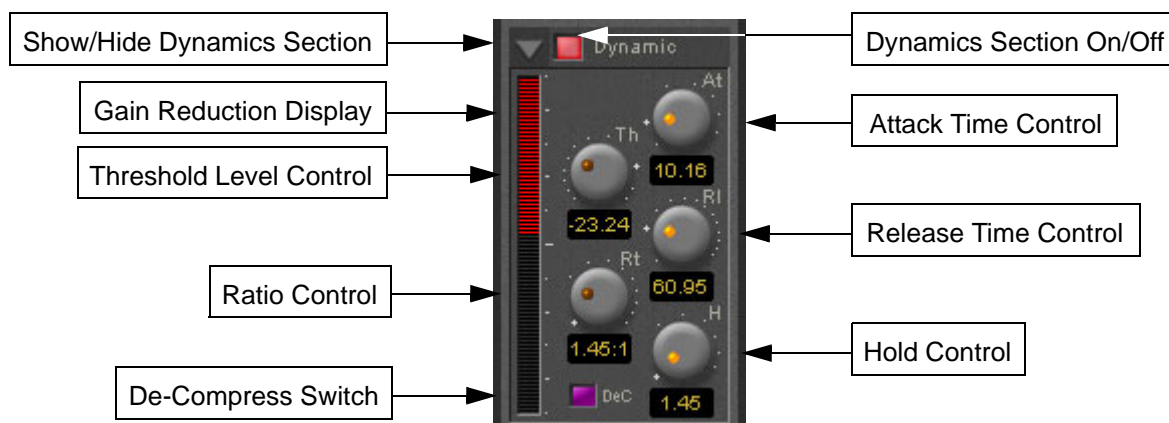 Show/Hide Dynamics Section
Gain Reduction Display
Threshold Level Control
Ratio Control
De-Compress Switch
Dynamic
At
10.16
Th
-23.24
Rl
60.95
Rt
1.45:1
H
1.45
DeC
Dynamics Section On/Off
Attack Time Control
Release Time Control
Hold Control